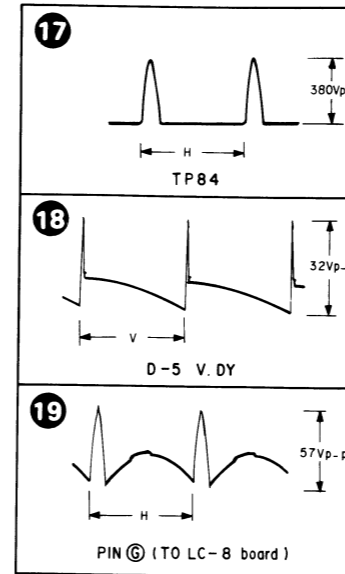 17
380Vp
H
TP84
18
32Vp-
V
D-5 V.DY
19
57Vp-p
H
PIN Ⓖ (TO LC-8 board)